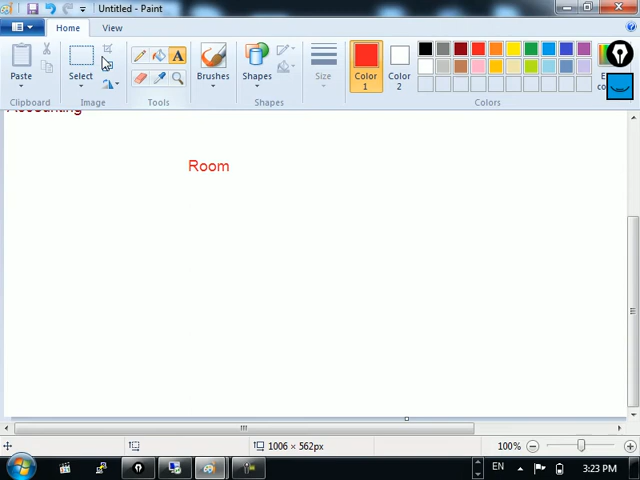 Untitled - Paint
Home View
Paste
Select
Brushes
Shapes
Size
Color 1
Color 2
Clipboard Image Tools Shapes Colors
Accounting
Room
1006 × 562px
100%
EN
3:23 PM